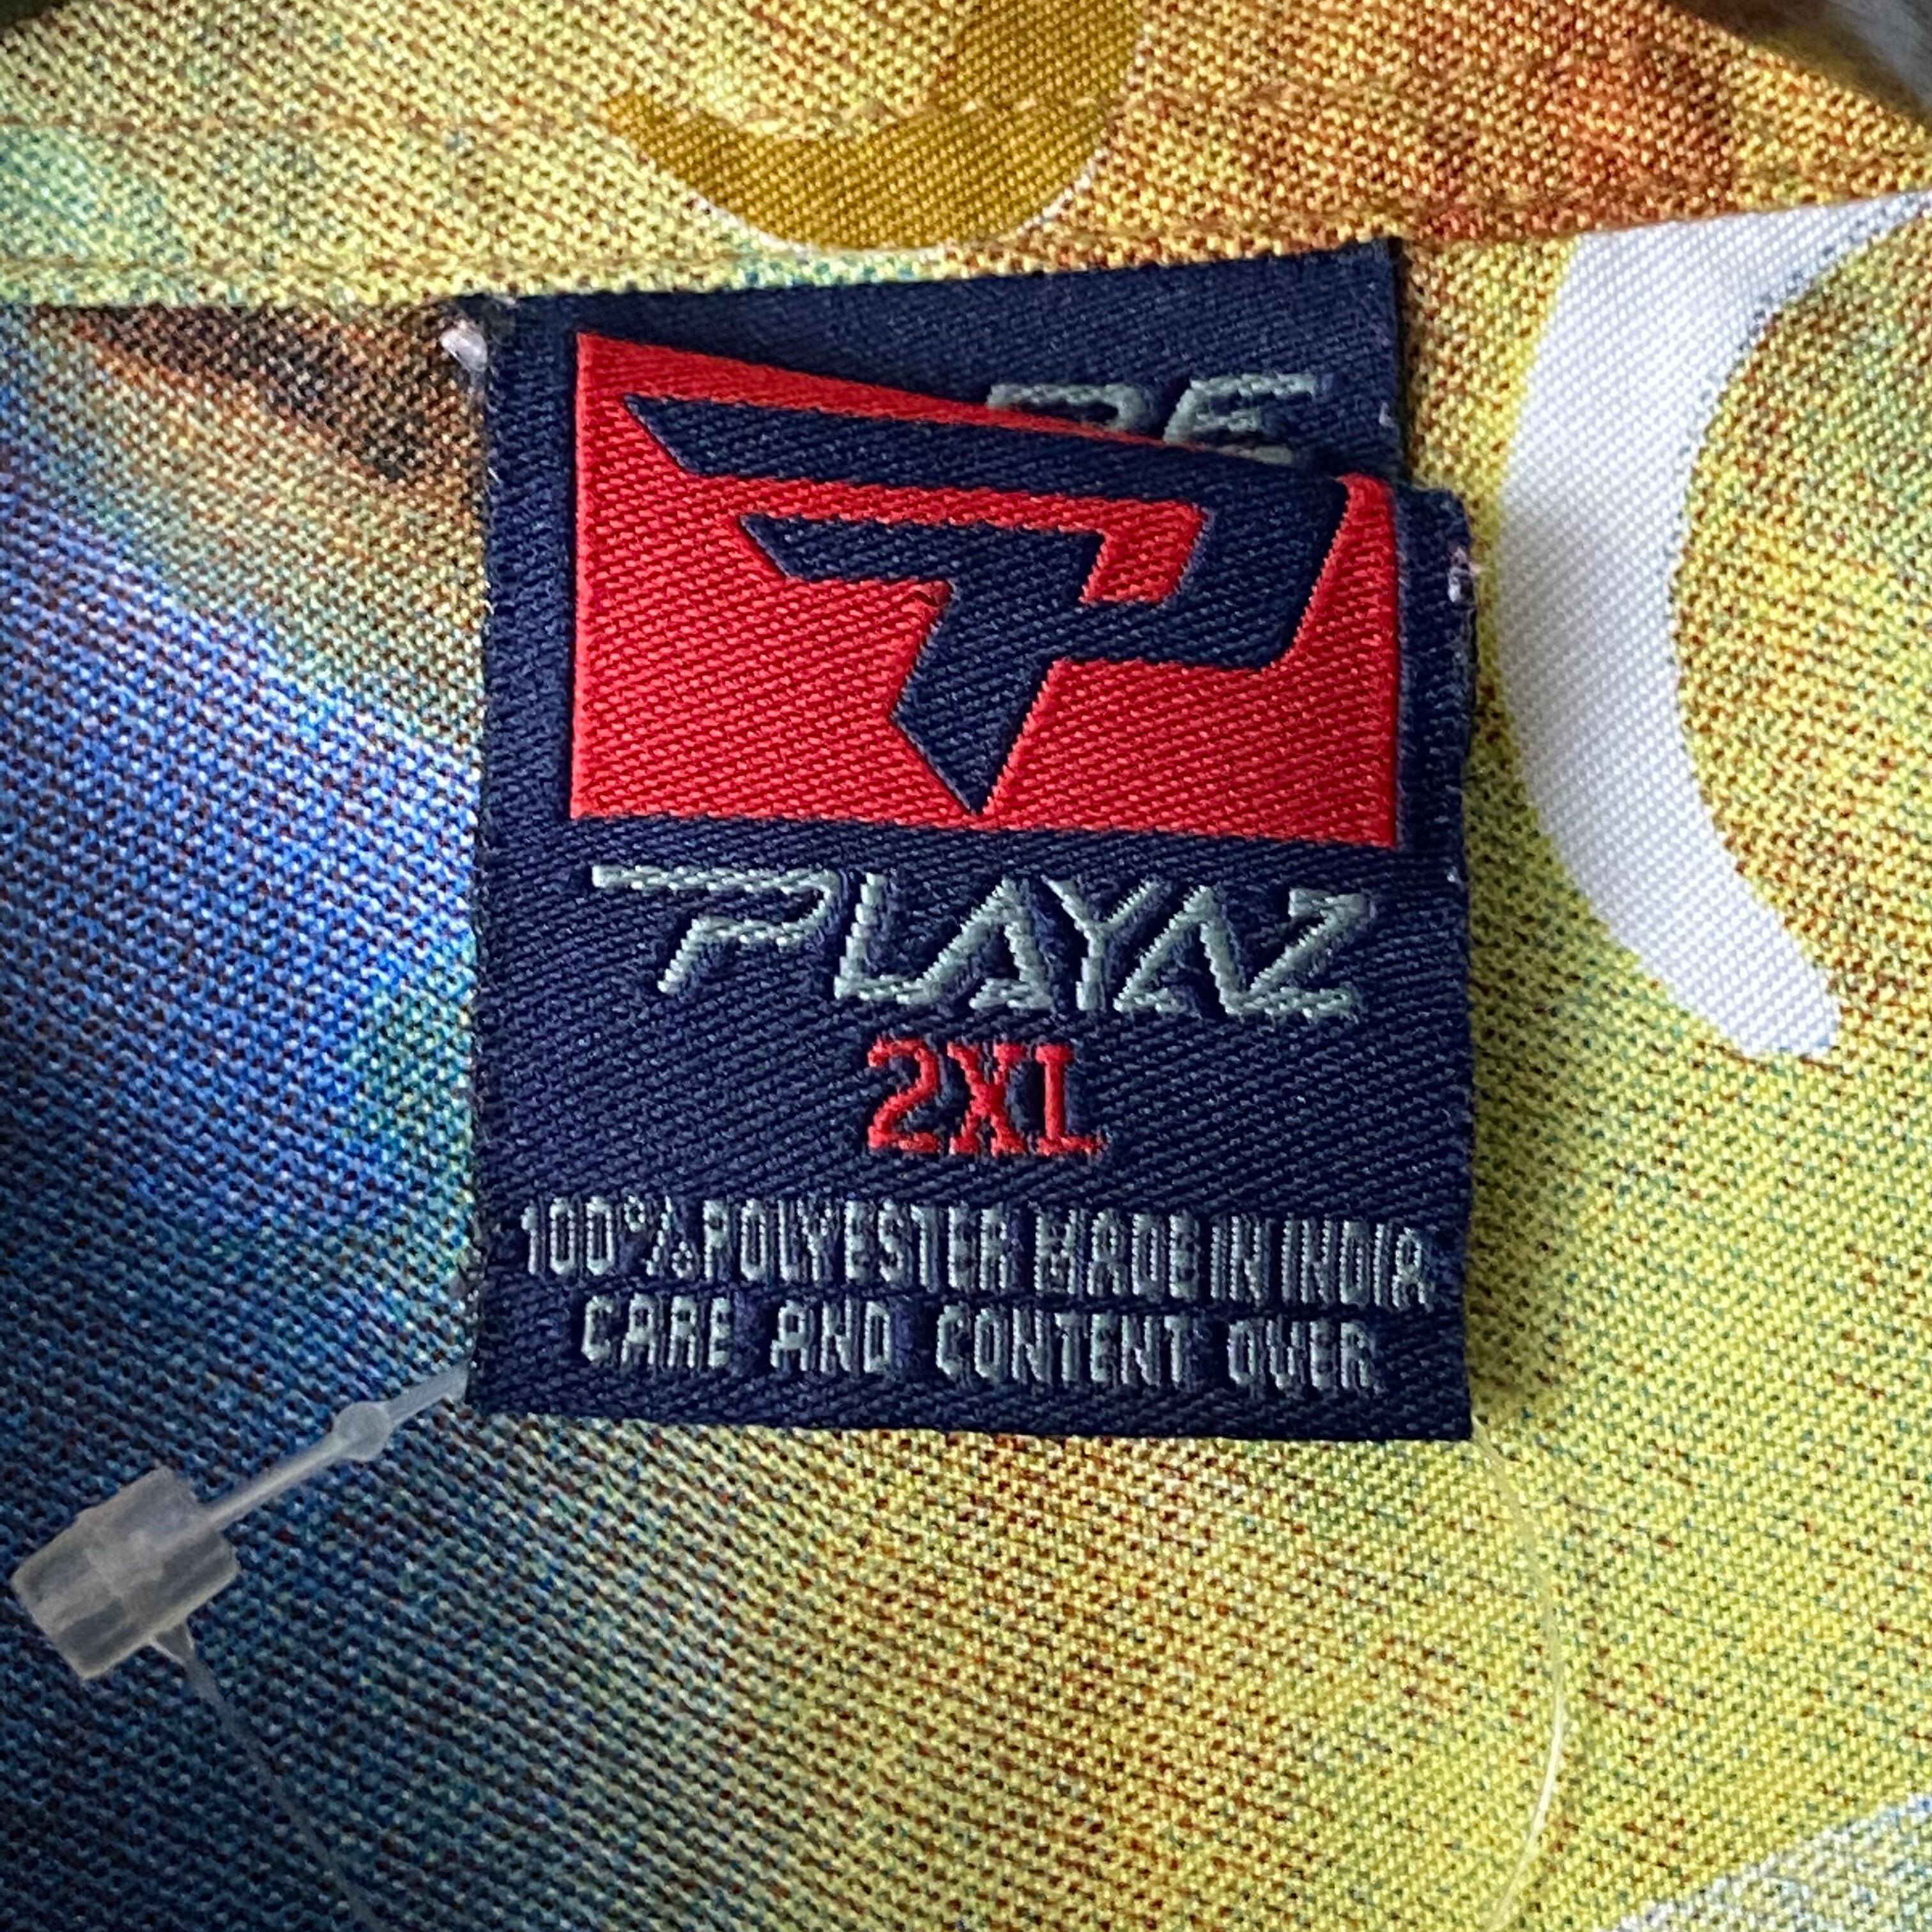 PLAYAZ
2XL
100% POLYESTER MADE IN INDIA
CARE AND CONTENT OVER